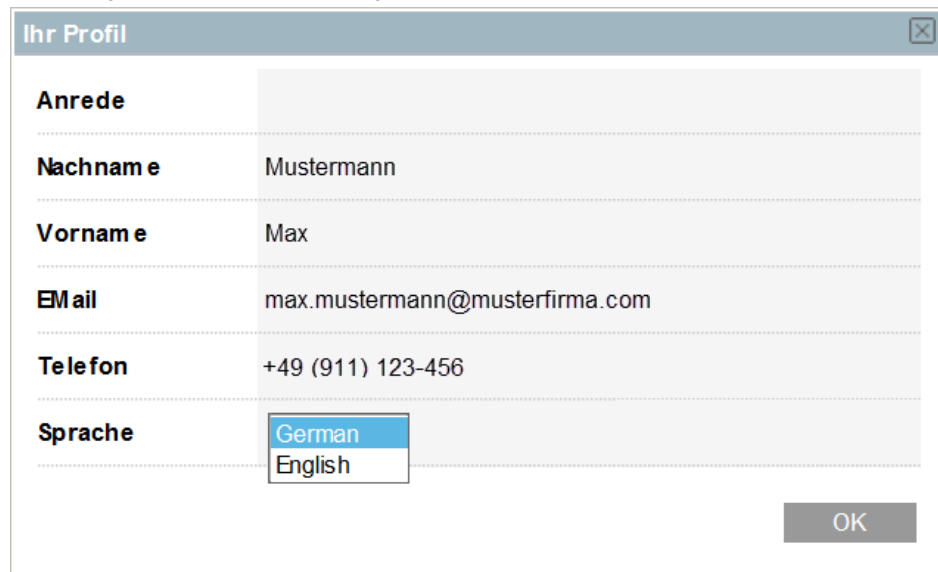 Ihr Profil
Anrede
Nachname Mustermann
Vorname Max
EMail max.mustermann@musterfirma.com
Telefon +49 (911) 123-456
Sprache German
English
OK